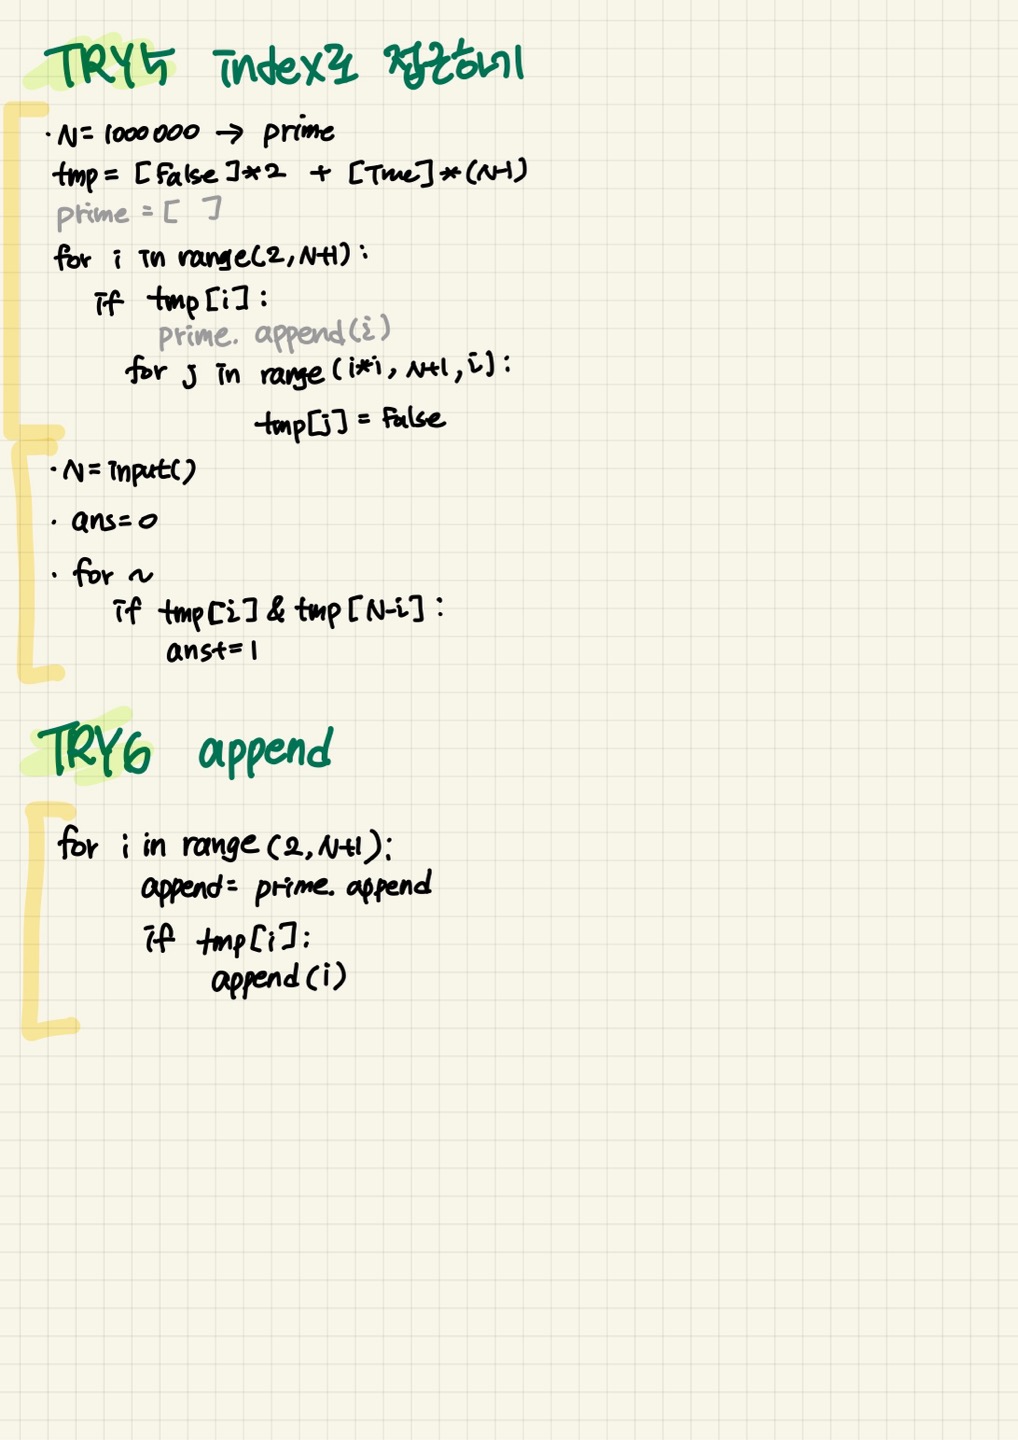 TRY5 index로 접근하기
· N = 1000000 → prime
tmp = [False]*2 + [True]*(N-1)
prime = [ ]
for i in range(2, N+1):
if tmp[i]:
prime. append(i)
for j in range(i*i, N+1, i]:
tmp[j] = False
· N = input()
· ans = 0
· for ~
if tmp[i] & tmp[N-i]:
ans+=1
TRY6 append
for i in range(2, N+1):
append = prime. append
if tmp[i]:
append(i)